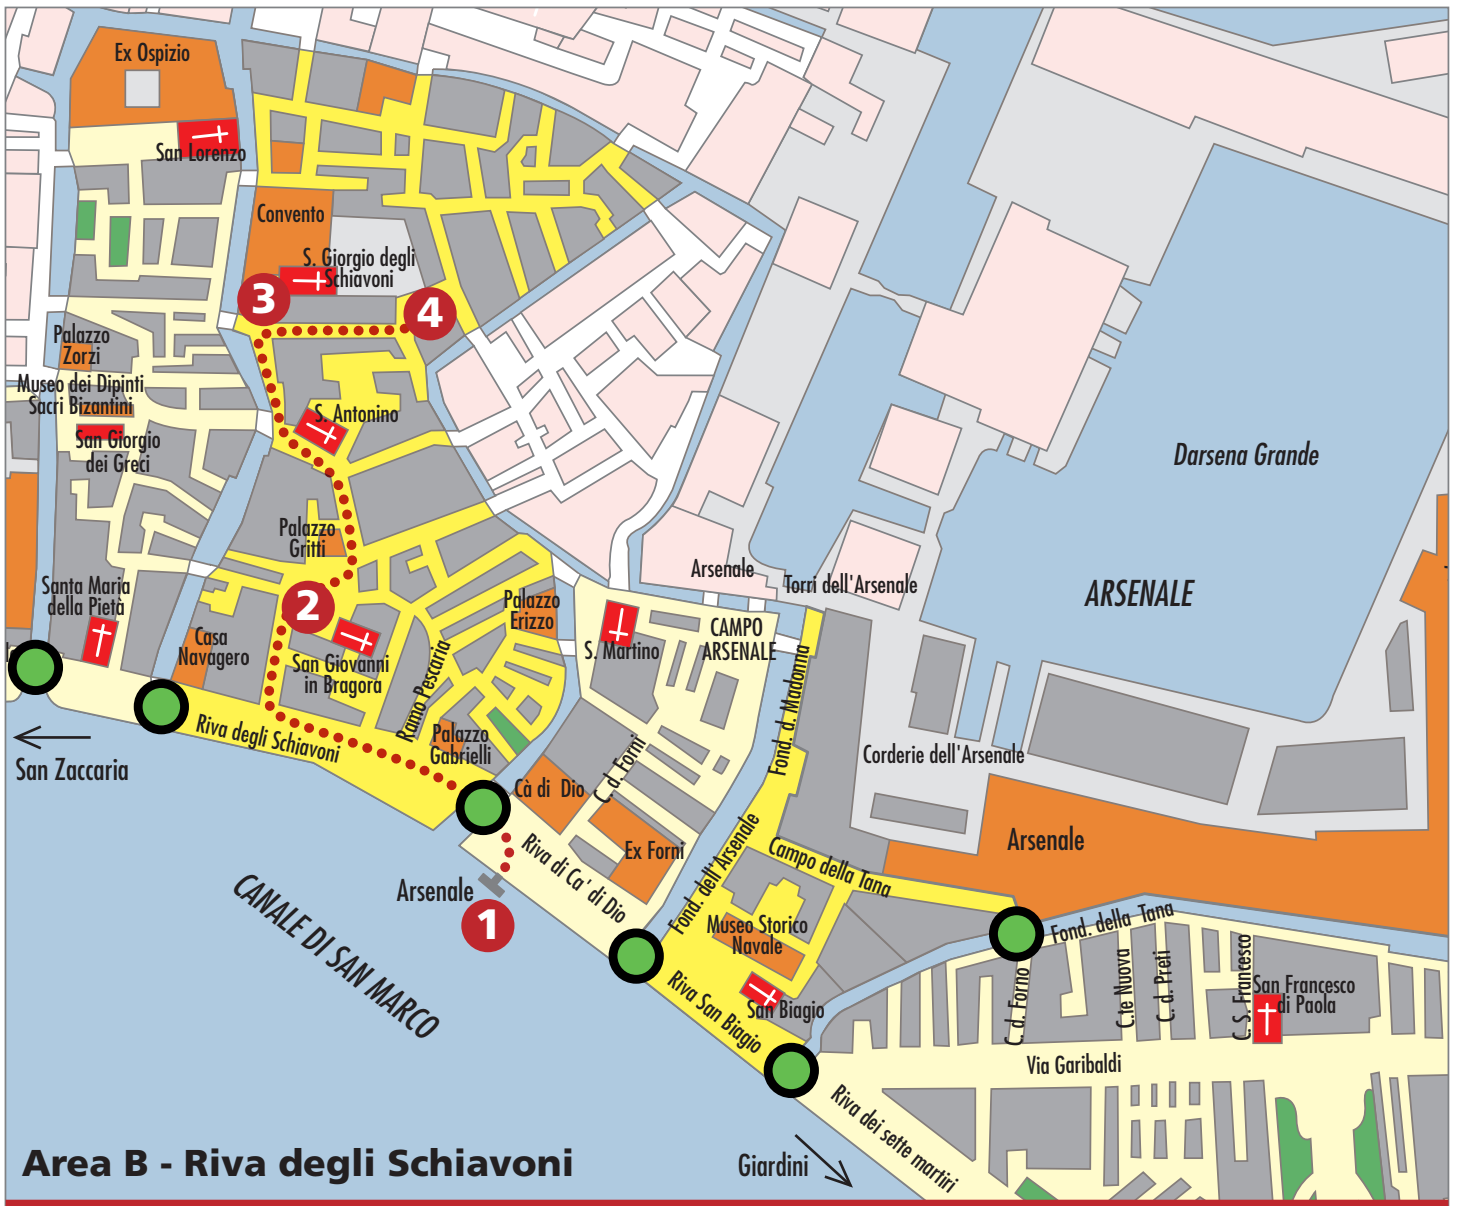 Ex Ospizio
San Lorenzo
Convento
S. Giorgio degli
Schiavoni
3
4
Palazzo
Zorzi
Museo dei Dipinti
Sacri Bizantini
San Giorgio
dei Greci
S. Antonino
Darsena Grande
Palazzo
Gritti
Santa Maria
della Pietà
2
Casa
Navagero
San Giovanni
in Bragora
Ramo Pescaria
Palazzo
Erizzo
S. Martino
Arsenale
Torri dell'Arsenale
ARSENALE
CAMPO
ARSENALE
Fond. d. Madonna
Riva degli Schiavoni
Palazzo
Gabrielli
San Zaccaria
Cà di Dio
C. d. Forni
Corderie dell'Arsenale
Arsenale
Ex Forni
Riva di Ca' di Dio
Fond. dell'Arsenale
Campo della Tana
Arsenale
1
CANALE DI SAN MARCO
Museo Storico
Navale
San Biagio
Riva San Biagio
Fond. della Tana
C. d. Forno
C.te Nuova
C. d. Preti
C. S. Francesco
San Francesco
di Paola
Via Garibaldi
Riva dei sette martiri
Giardini
Area B - Riva degli Schiavoni